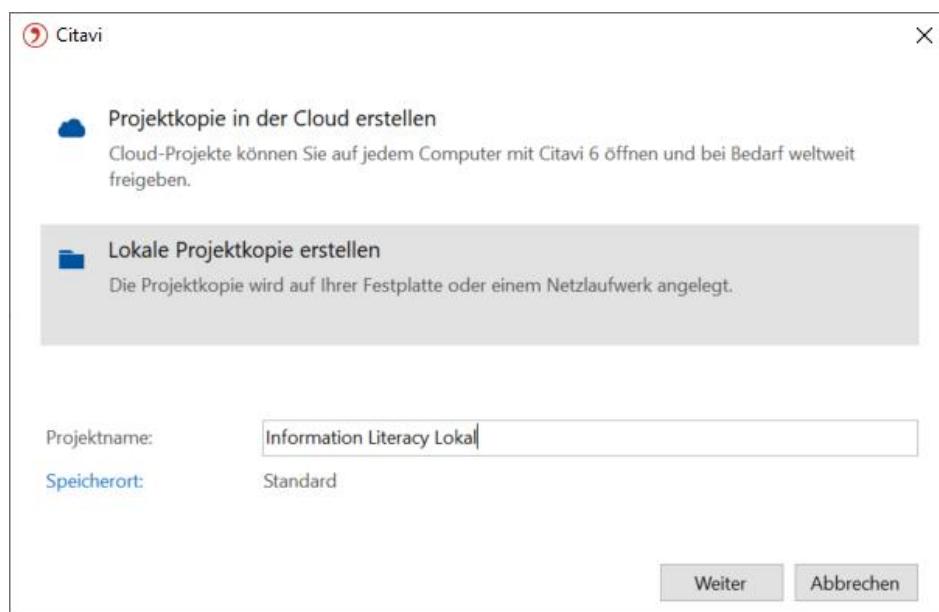 Citavi
Projektkopie in der Cloud erstellen
Cloud-Projekte können Sie auf jedem Computer mit Citavi 6 öffnen und bei Bedarf weltweit
freigeben.
Lokale Projektkopie erstellen
Die Projektkopie wird auf Ihrer Festplatte oder einem Netzlaufwerk angelegt.
Projektname: Information Literacy Lokal
Speicherort: Standard
Weiter Abbrechen